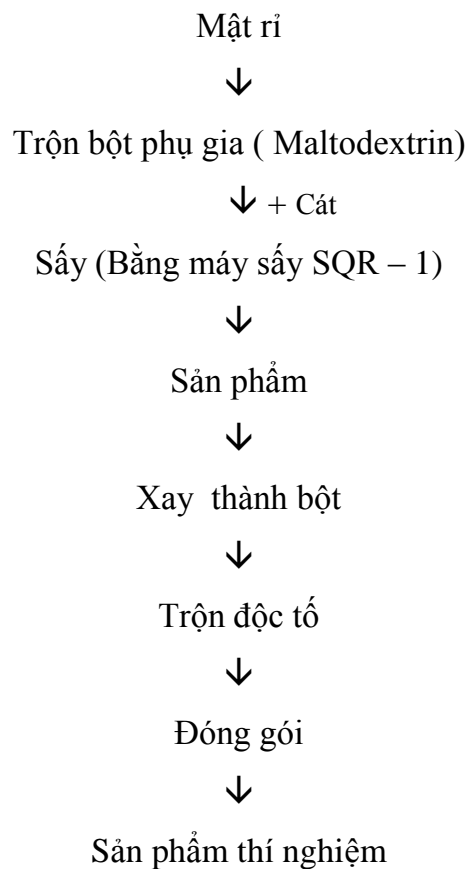 Mật rỉ
↓
Trộn bột phụ gia ( Maltodextrin)
↓ + Cát
Sấy (Bằng máy sấy SQR – 1)
↓
Sản phẩm
↓
Xay thành bột
↓
Trộn độc tố
↓
Đóng gói
↓
Sản phẩm thí nghiệm